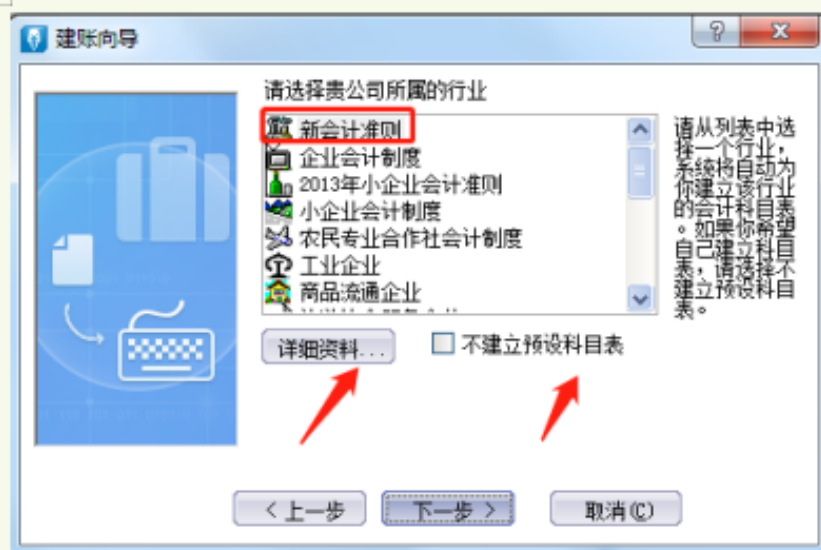 建账向导
请选择贵公司所属的行业
新会计准则
企业会计制度
2013年小企业会计准则
小企业会计制度
农民专业合作社会计制度
工业企业
商品流通企业
请从列表中选
择一个行业，
系统将自动为
你建立该行业
的会计科目表
。如果你希望
自己建立科目
表，请选择不
建立预设科目
表。
详细资料...
不建立预设科目表
< 上一步
下一步 >
取消(C)